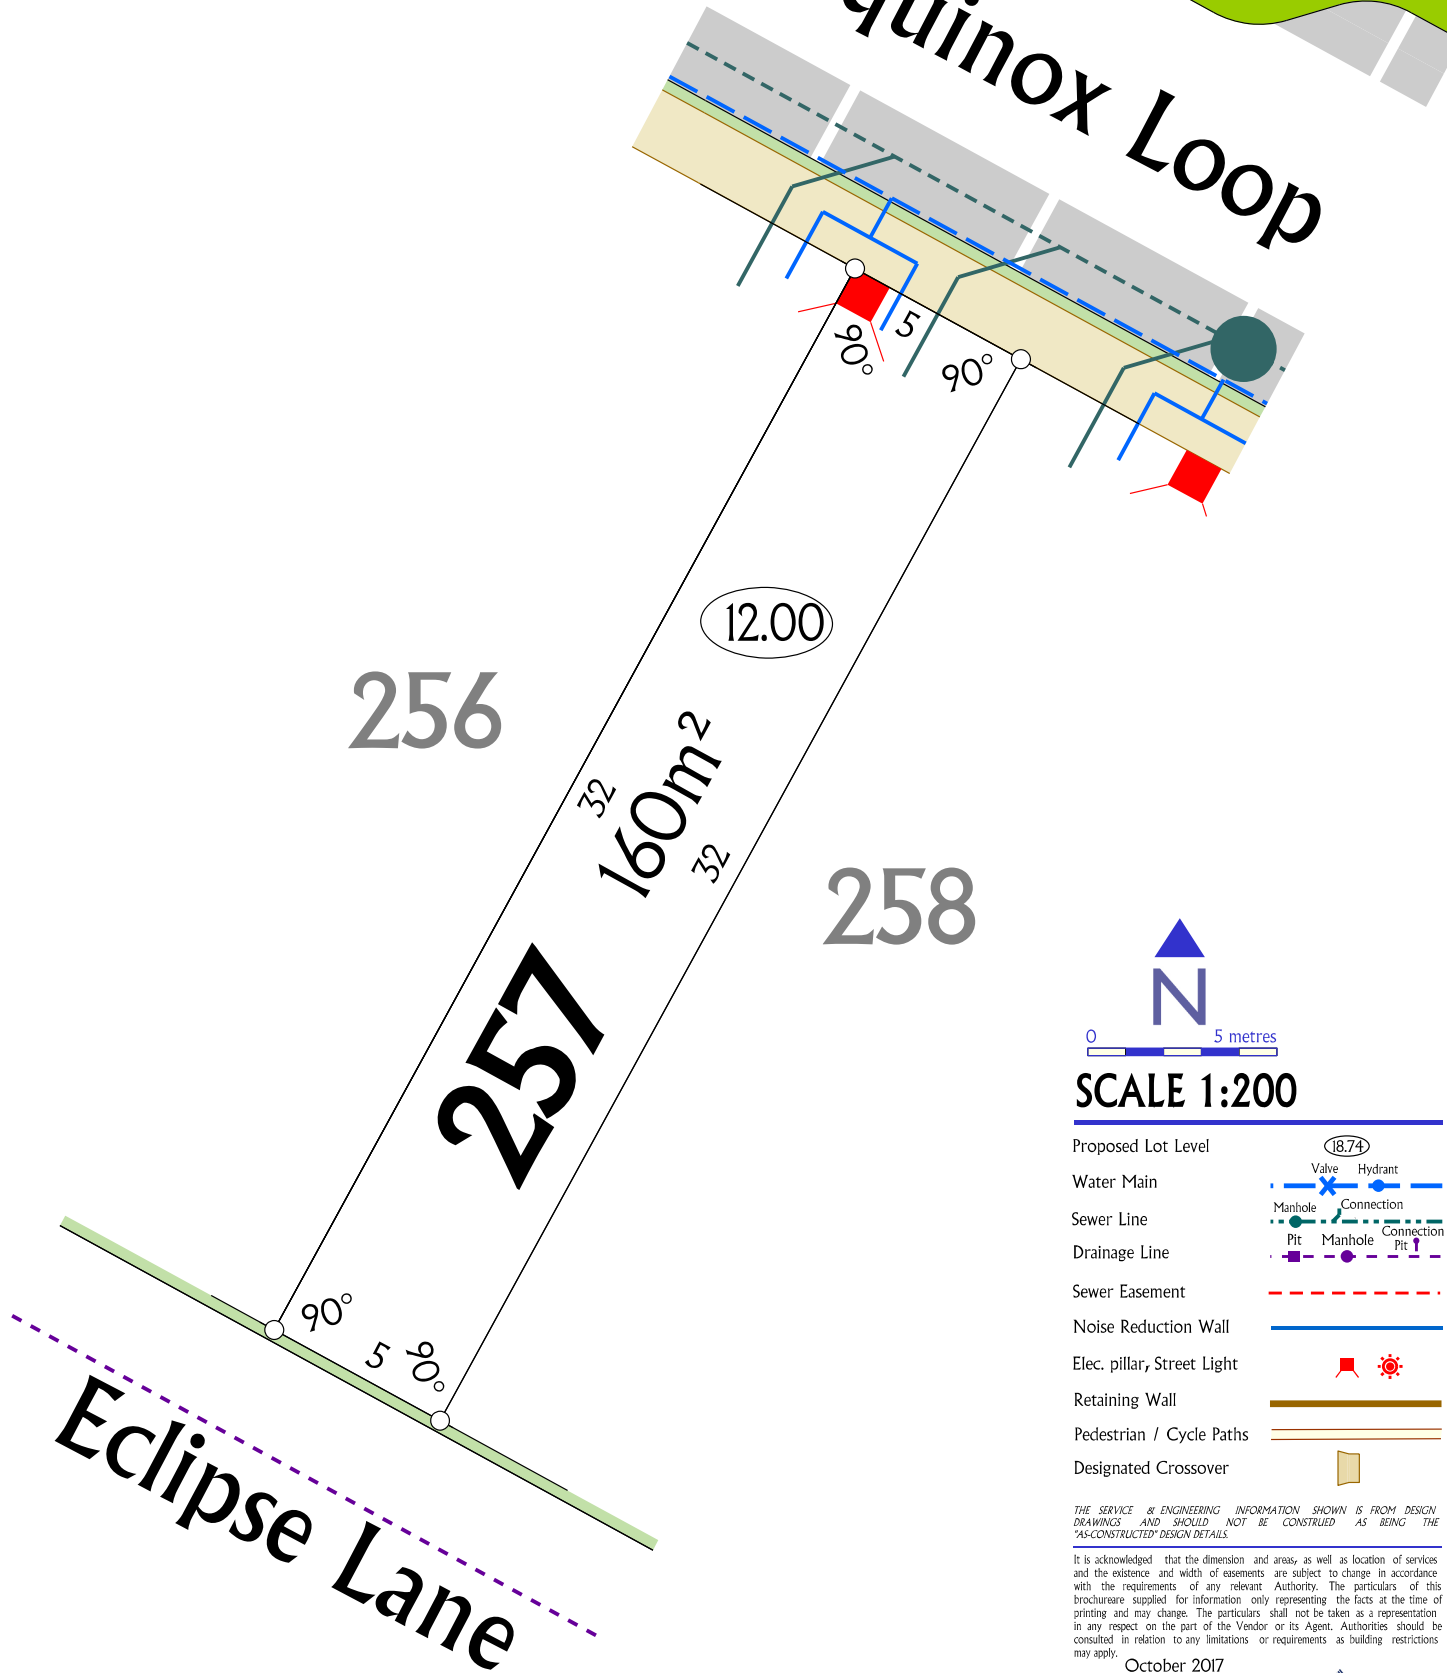 quinox Loop
5
90°
90°
12.00
256
160m²
32
32
258
257
90°
5
90°
Eclipse Lane
N
0 5 metres
SCALE 1:200
Proposed Lot Level 18.74
Valve Hydrant
Water Main
Manhole Connection
Sewer Line
Pit Manhole Connection Pit
Drainage Line
Sewer Easement
Noise Reduction Wall
Elec. pillar, Street Light
Retaining Wall
Pedestrian / Cycle Paths
Designated Crossover
THE SERVICE & ENGINEERING INFORMATION SHOWN IS FROM DESIGN
DRAWINGS AND SHOULD NOT BE CONSTRUED AS BEING THE
"AS-CONSTRUCTED" DESIGN DETAILS.
It is acknowledged that the dimension and areas, as well as location of services
and the existence and width of easements are subject to change in accordance
with the requirements of any relevant Authority. The particulars of this
brochureare supplied for information only representing the facts at the time of
printing and may change. The particulars shall not be taken as a representation
in any respect on the part of the Vendor or its Agent. Authorities should be
consulted in relation to any limitations or requirements as building restrictions
may apply.
October 2017